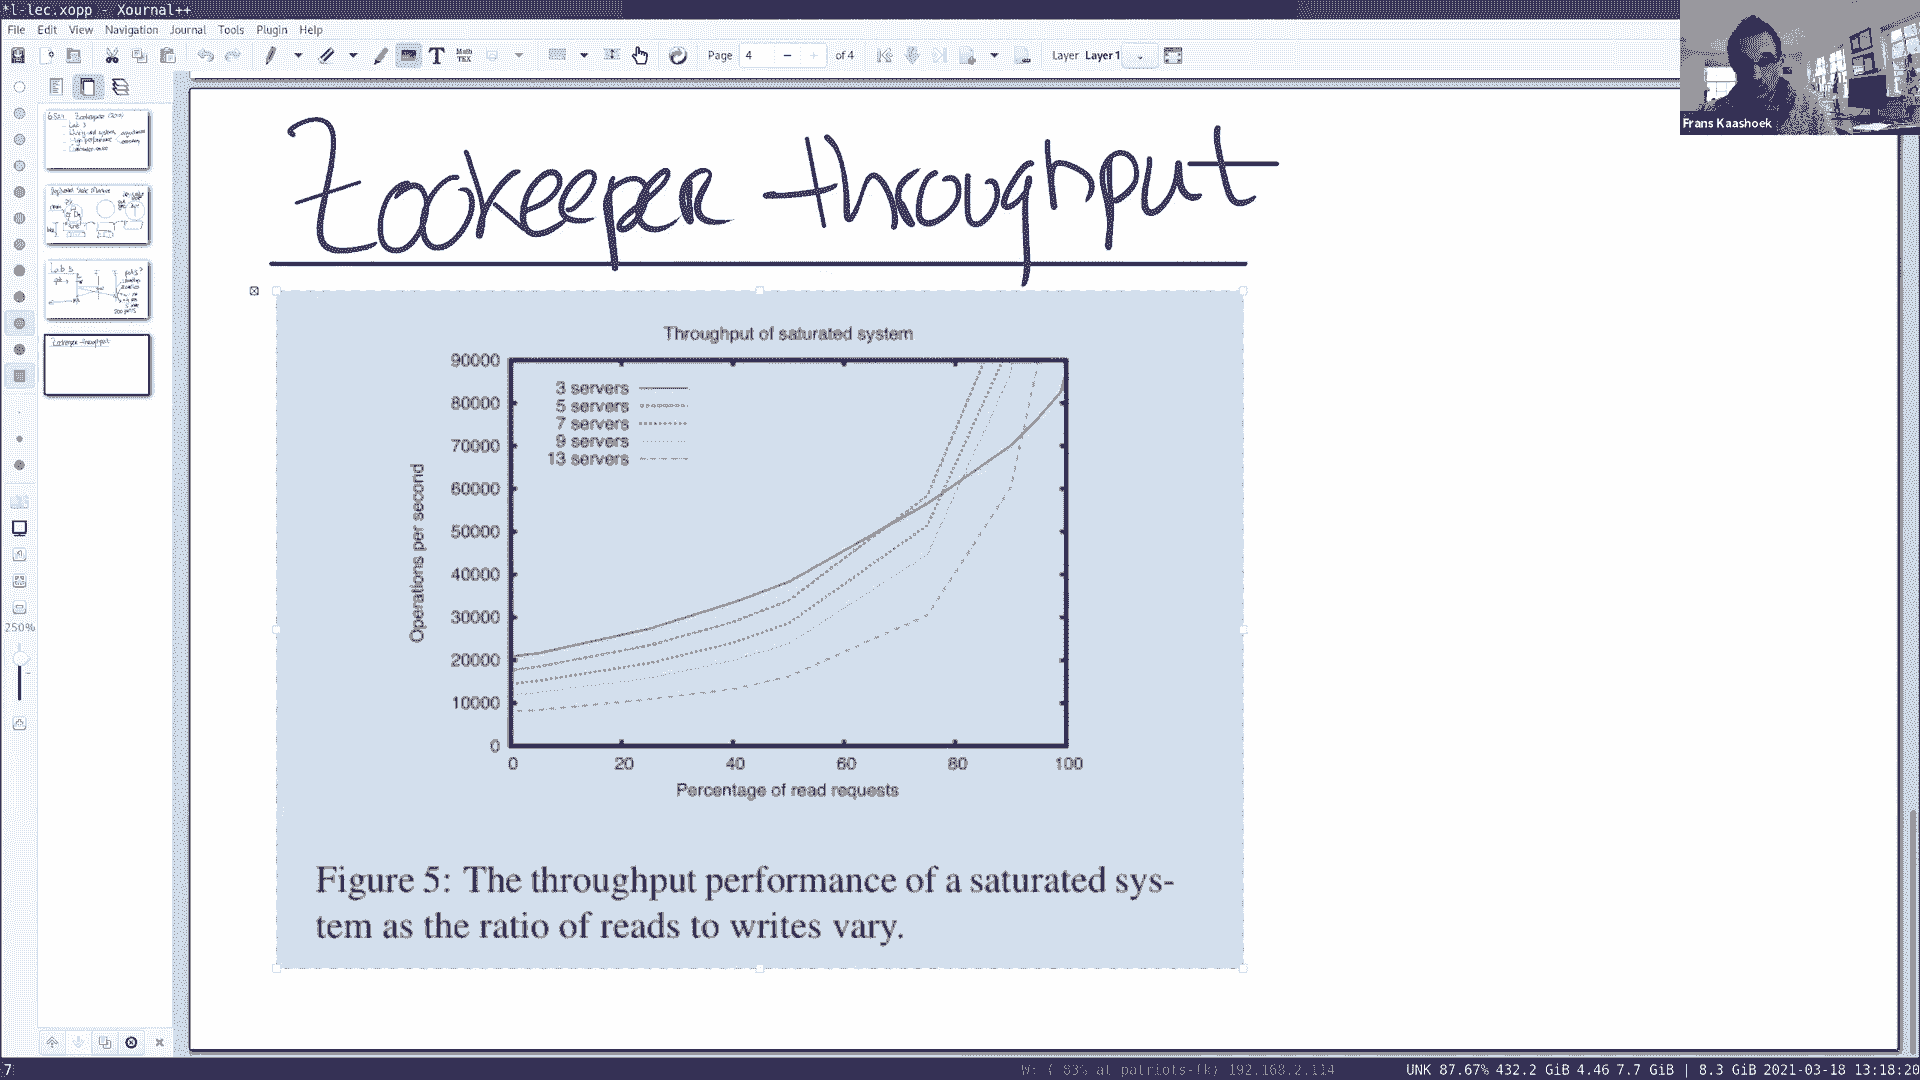 *l-lec.xopp - Xournal++
File Edit View Navigation Journal Tools Plugin Help
Page 4 of 4 Layer Layer 1
Frans Kaashoek
Zookeeper throughput
Throughput of saturated system
90000
80000
70000
60000
50000
40000
30000
20000
10000
0
3 servers
5 servers
7 servers
9 servers
13 servers
Operations per second
0 20 40 60 80 100
Percentage of read requests
Figure 5: The throughput performance of a saturated sys-
tem as the ratio of reads to writes vary.
250%
7
W: ( 83% at patriots-(k) 192.168.2.114 UNK 87.67% 432.2 GiB 4.46 7.7 GiB | 8.3 GiB 2021-03-18 13:18:20